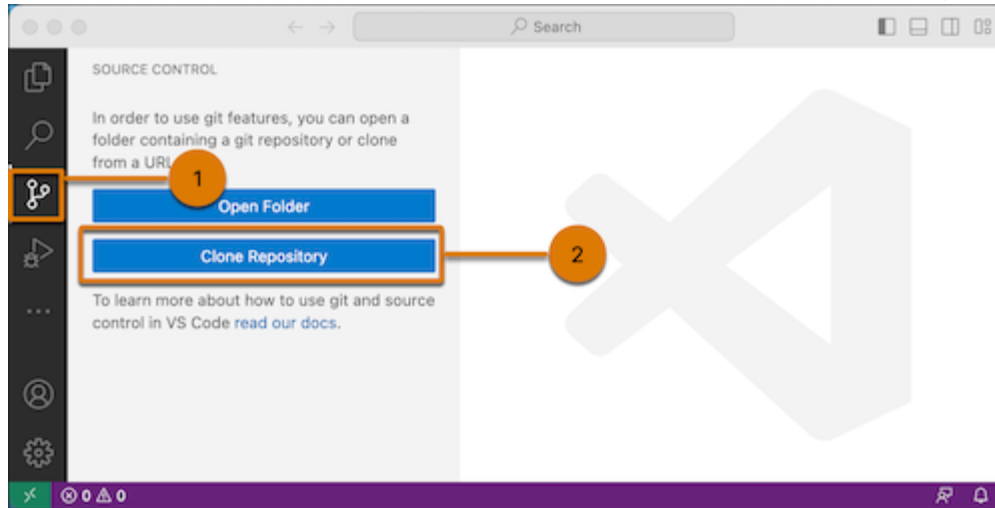 Search
SOURCE CONTROL
In order to use git features, you can open a
folder containing a git repository or clone
from a URL
1
Open Folder
Clone Repository
2
To learn more about how to use git and source
control in VS Code read our docs.
0 0